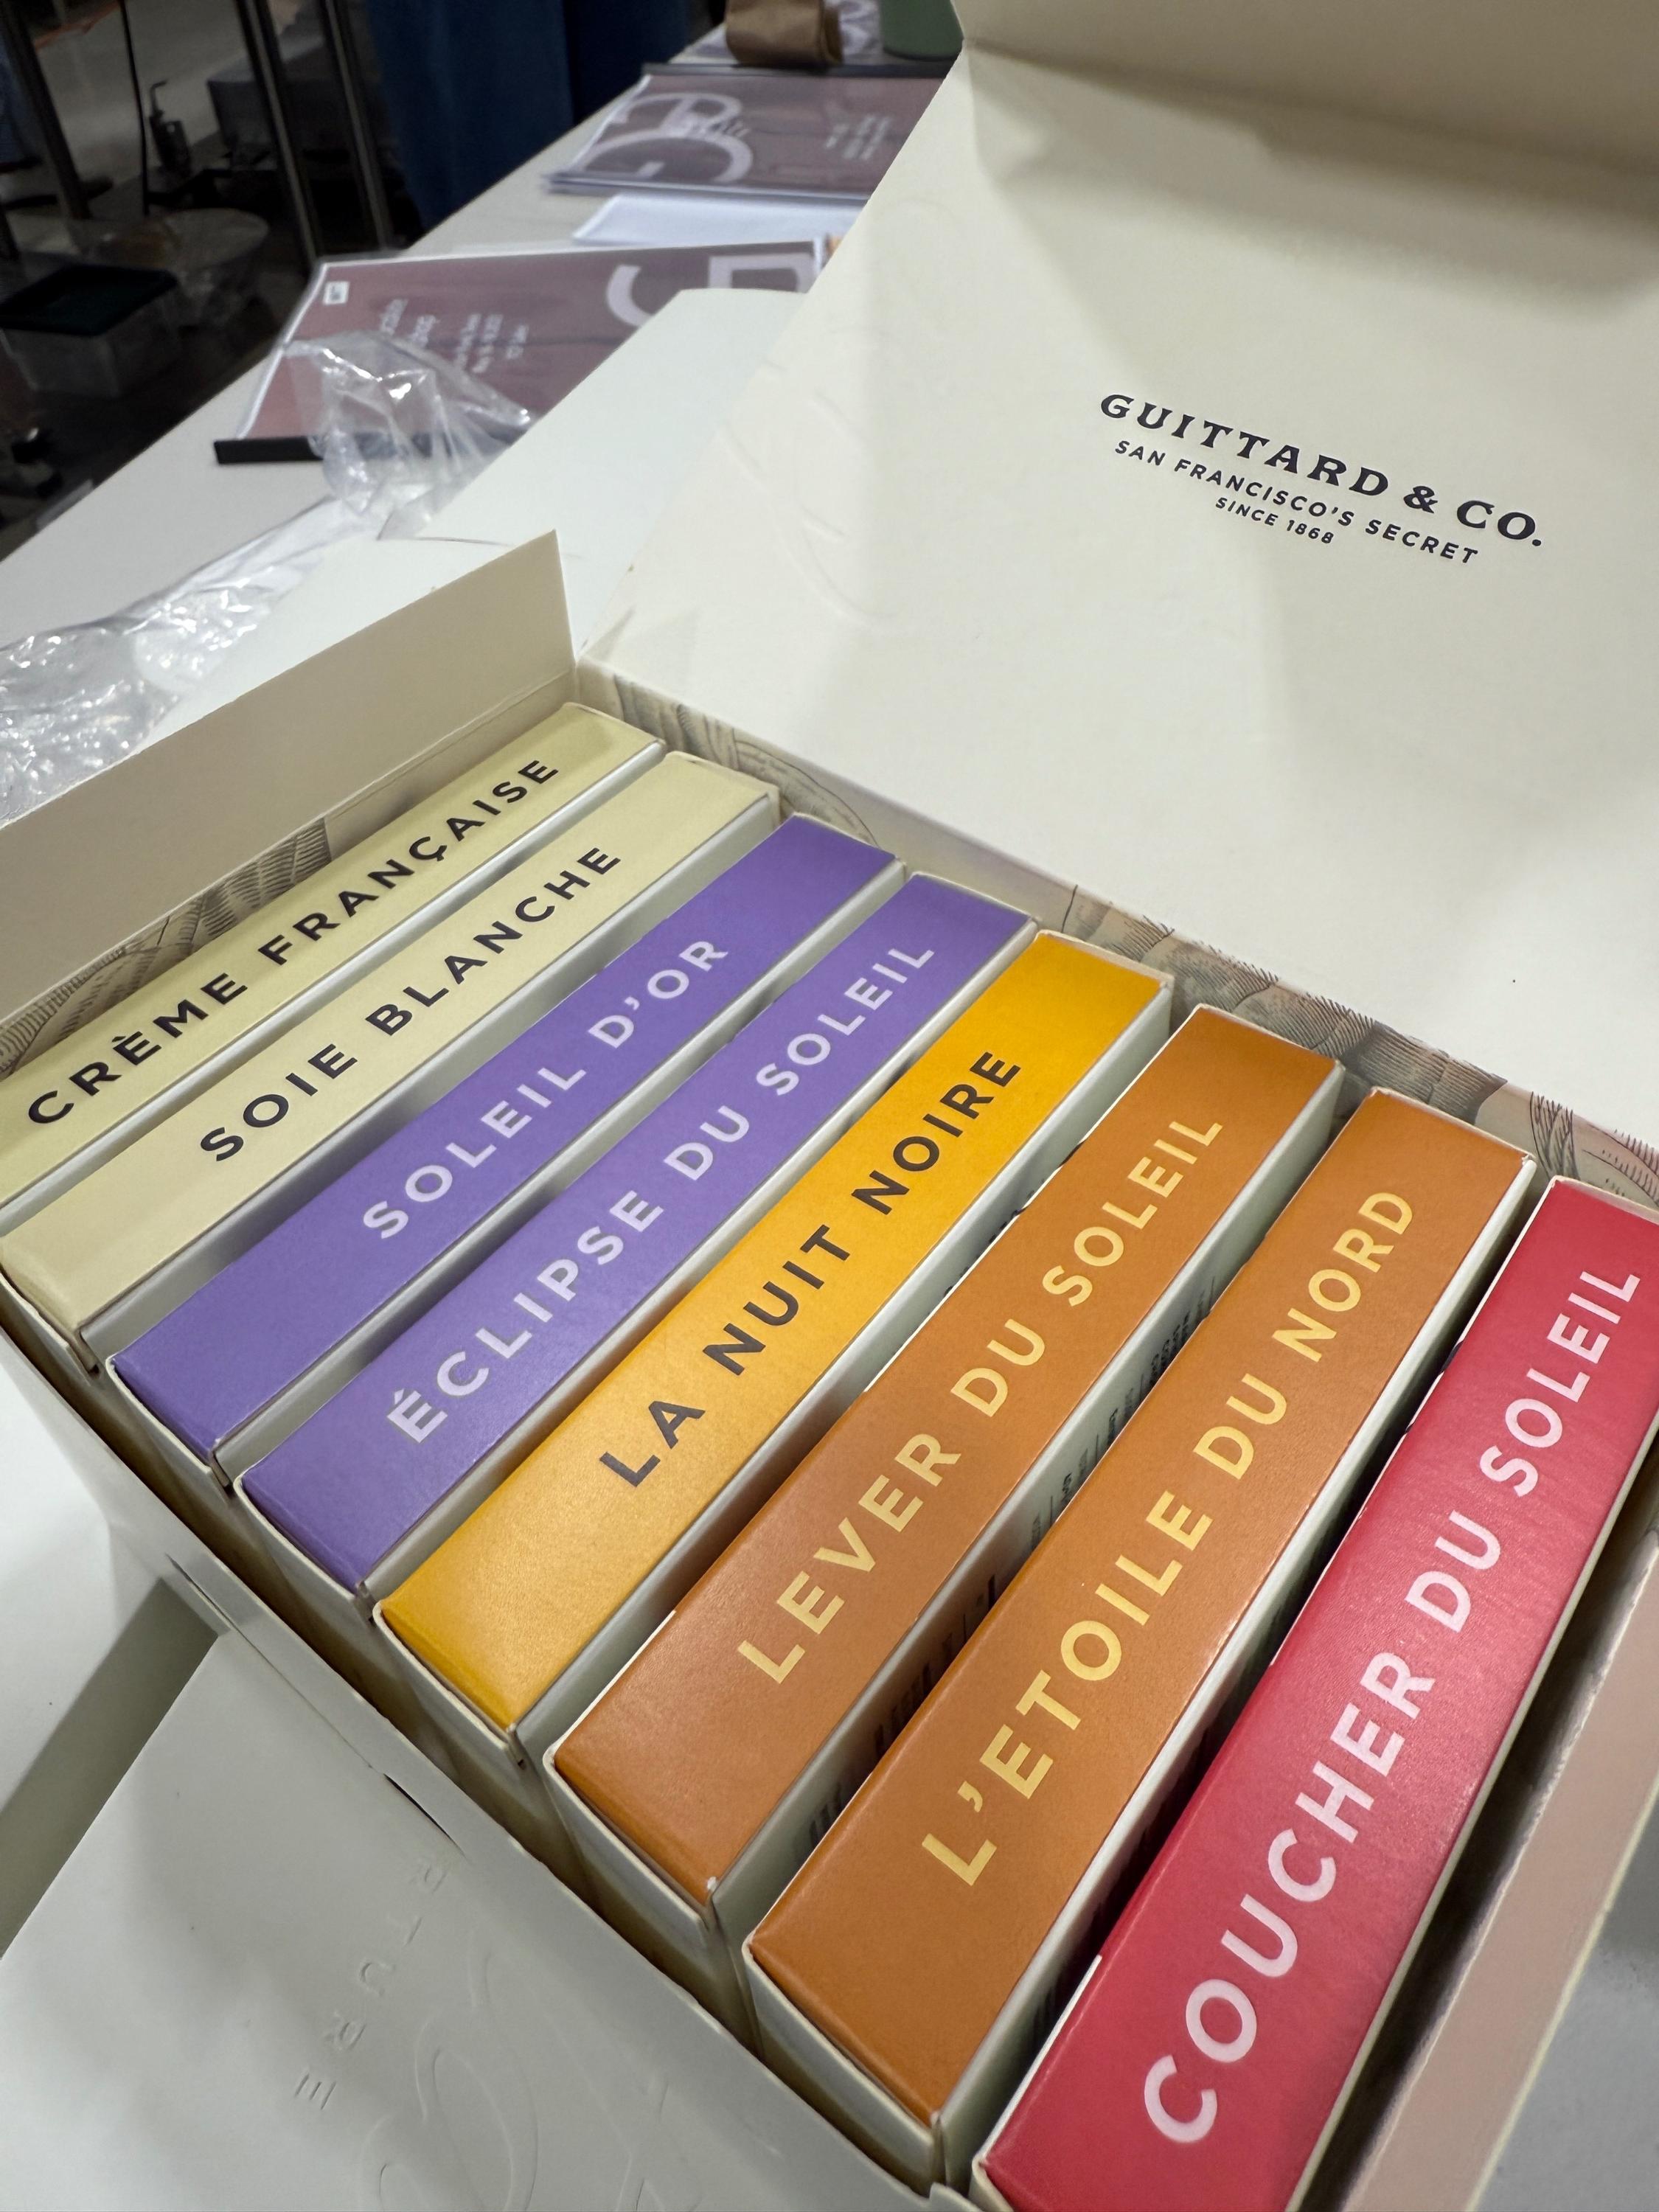 GUITTARD & CO.
SAN FRANCISCO'S SECRET
SINCE 1868
CRÈME FRANÇAISE
SOIE BLANCHE
SOLEIL D'OR
ÉCLIPSE DU SOLEIL
LA NUIT NOIRE
LEVER DU SOLEIL
L'ETOILE DU NORD
COUCHER DU SOLEIL